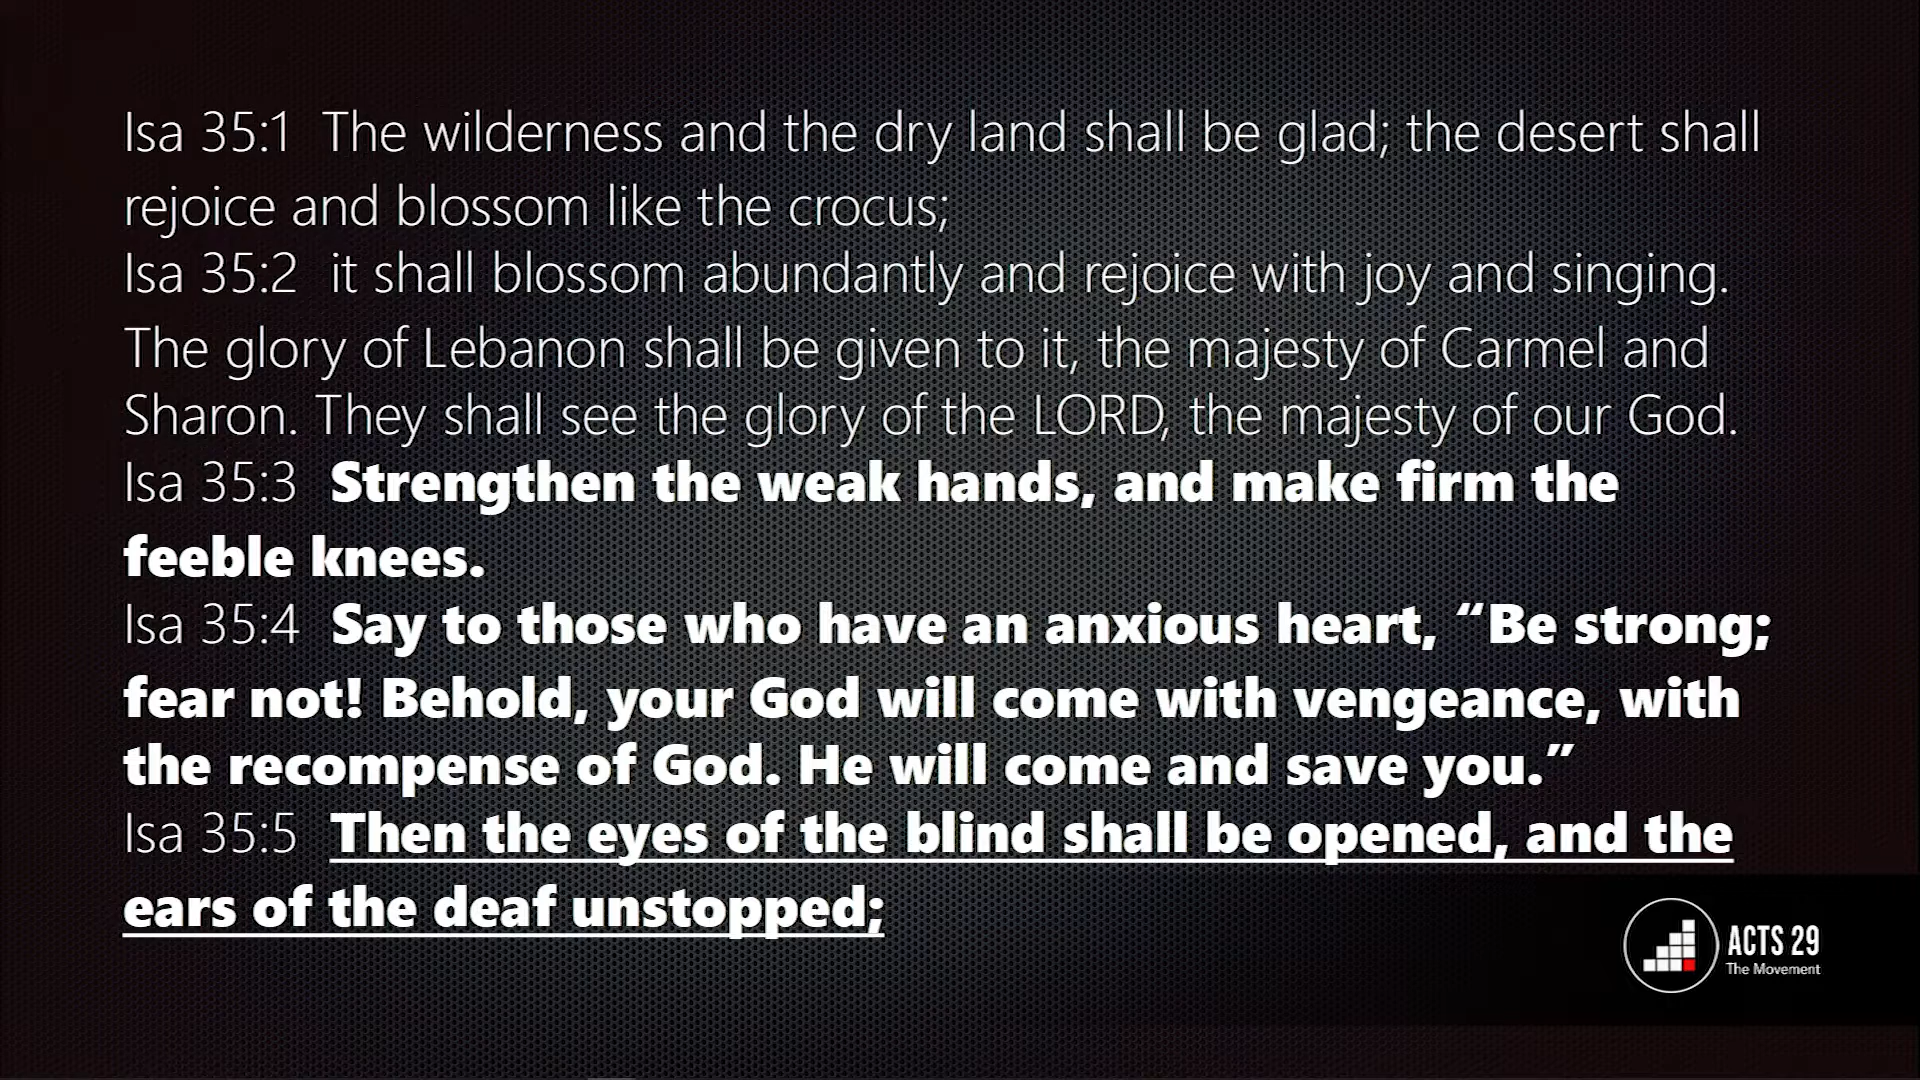 Isa 35:1  The wilderness and the dry land shall be glad; the desert shall
rejoice and blossom like the crocus;
Isa 35:2  it shall blossom abundantly and rejoice with joy and singing.
The glory of Lebanon shall be given to it, the majesty of Carmel and
Sharon. They shall see the glory of the LORD, the majesty of our God.
Isa 35:3  Strengthen the weak hands, and make firm the
feeble knees.
Isa 35:4  Say to those who have an anxious heart, “Be strong;
fear not! Behold, your God will come with vengeance, with
the recompense of God. He will come and save you.”
Isa 35:5  Then the eyes of the blind shall be opened, and the
ears of the deaf unstopped;
ACTS 29
The Movement